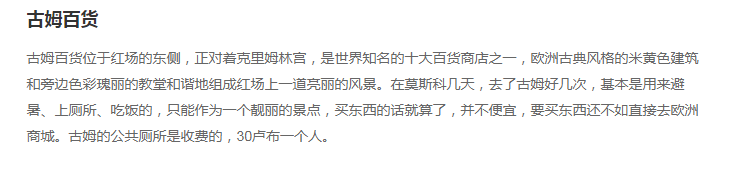 古姆百货
古姆百货位于红场的东侧，正对着克里姆林宫，是世界知名的十大百货商店之一，欧洲古典风格的米黄色建筑
和旁边色彩瑰丽的教堂和谐地组成红场上一道亮丽的风景。在莫斯科几天，去了古姆好几次，基本是用来避
暑、上厕所、吃饭的，只能作为一个靓丽的景点，买东西的话就算了，并不便宜，要买东西还不如直接去欧洲
商城。古姆的公共厕所是收费的，30卢布一个人。